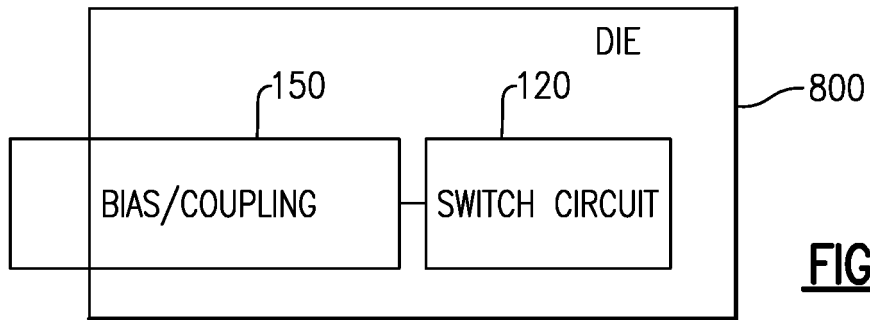 DIE
150
120
800
BIAS/COUPLING
SWITCH CIRCUIT
FIG